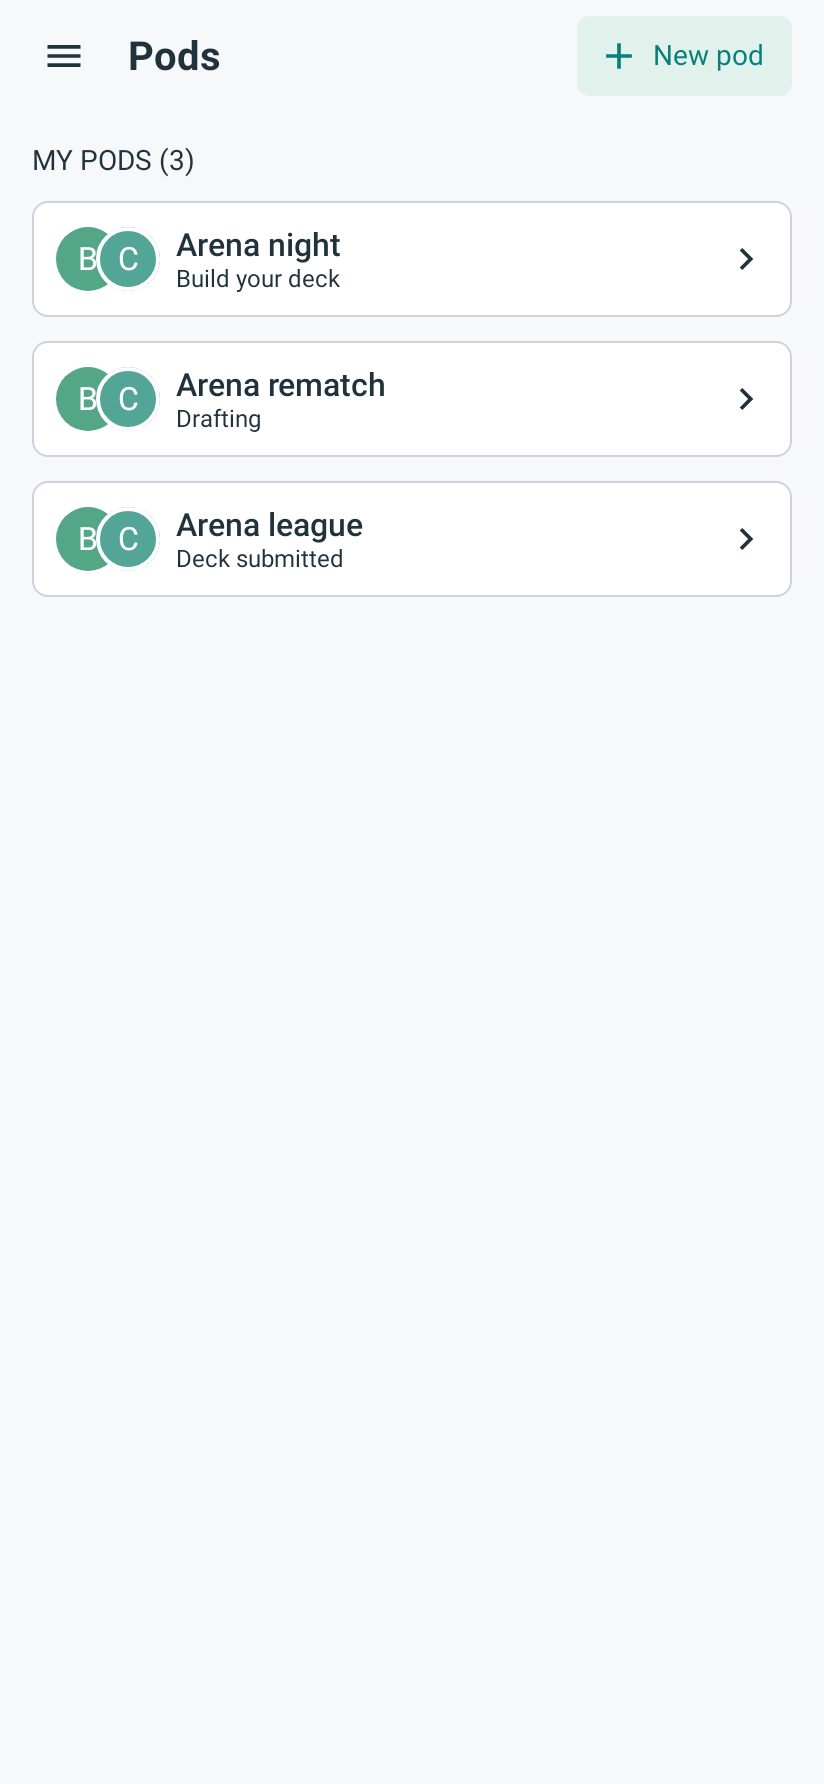 Pods
New pod
MY PODS (3)
B C
Arena night
Build your deck
B C
Arena rematch
Drafting
B C
Arena league
Deck submitted